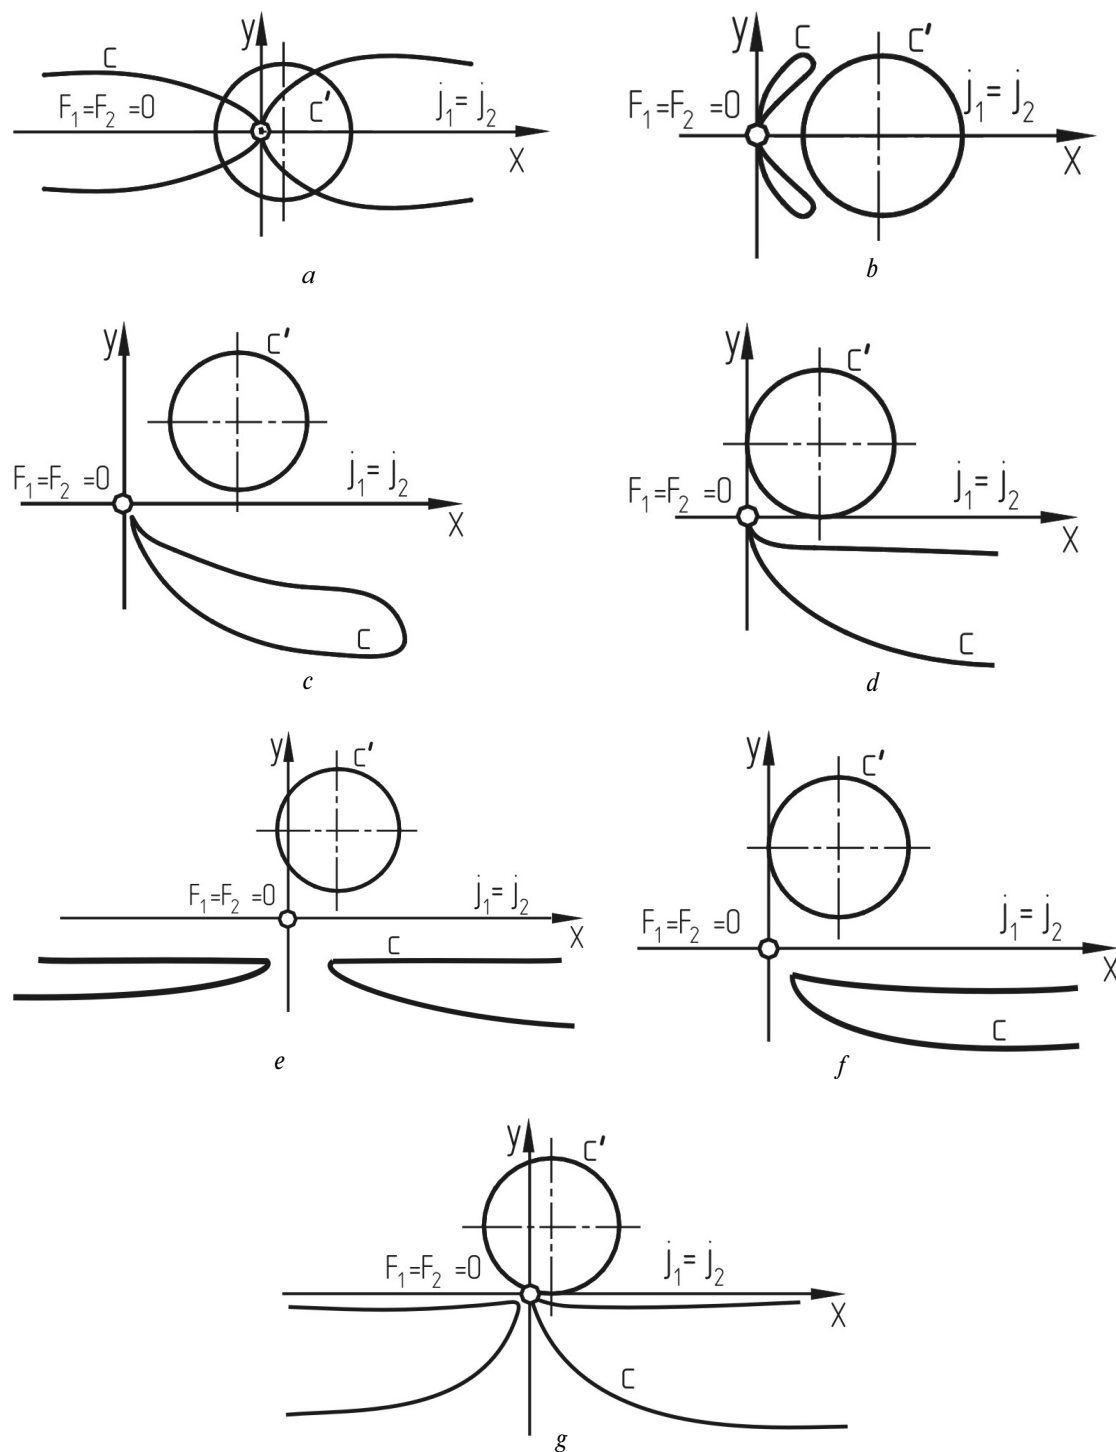 y
C
C'
F₁=F₂ =0
j₁= j₂
X
a
y
C
C'
F₁=F₂ =0
j₁= j₂
X
b
y
C'
F₁=F₂ =0
j₁= j₂
X
C
c
y
C'
F₁=F₂ =0
j₁= j₂
X
C
d
y
C'
F₁=F₂ =0
j₁= j₂
X
C
e
y
C'
F₁=F₂ =0
j₁= j₂
X
C
f
y
C'
F₁=F₂ =0
j₁= j₂
X
C
g